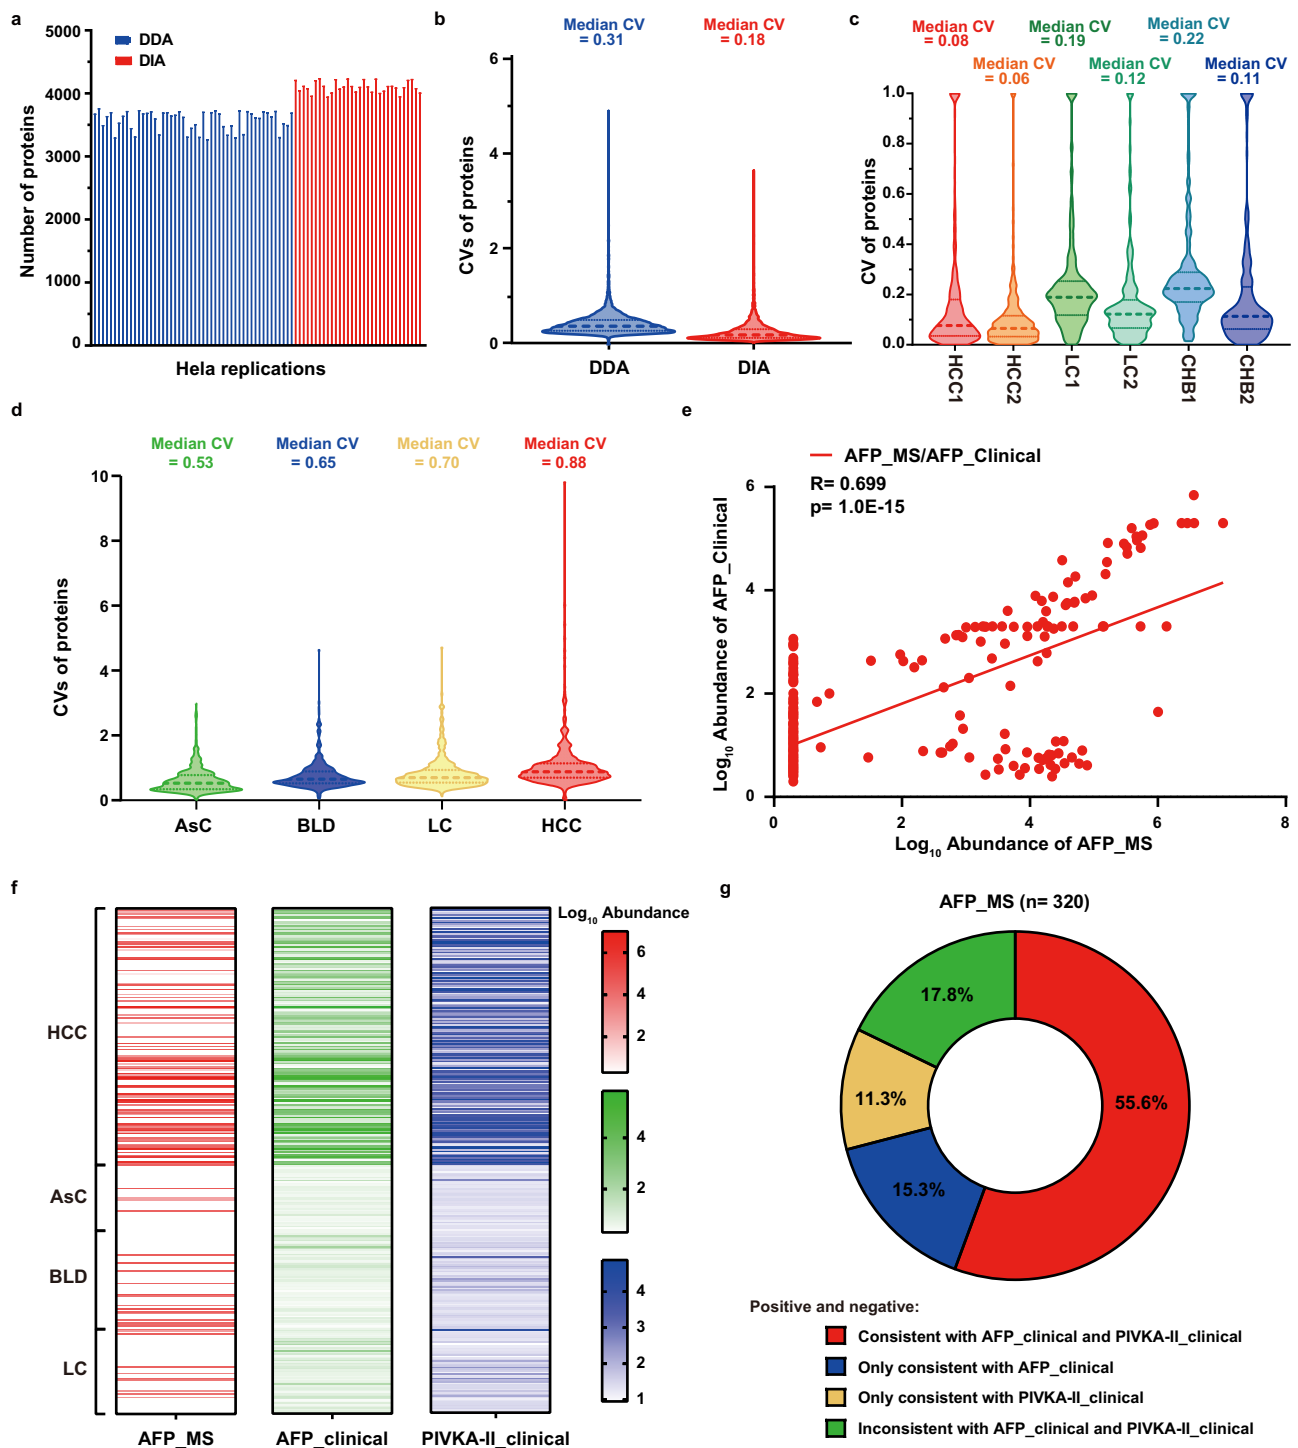 a
5000
4000
3000
2000
1000
0
Number of proteins
DDA
DIA
Hela replications
b
Median CV
= 0.31
Median CV
= 0.18
6
4
2
0
CVs of proteins
DDA
DIA
c
Median CV
= 0.08
Median CV
= 0.06
Median CV
= 0.19
Median CV
= 0.12
Median CV
= 0.22
Median CV
= 0.11
1.0
0.8
0.6
0.4
0.2
0.0
CV of proteins
HCC1
HCC2
LC1
LC2
CHB1
CHB2
d
Median CV
= 0.53
Median CV
= 0.65
Median CV
= 0.70
Median CV
= 0.88
10
8
6
4
2
0
CVs of proteins
AsC
BLD
LC
HCC
e
AFP_MS/AFP_Clinical
R= 0.699
p= 1.0E-15
6
4
2
0
Log10 Abundance of AFP_Clinical
0
2
4
6
8
Log10 Abundance of AFP_MS
f
HCC
AsC
BLD
LC
AFP_MS
AFP_clinical
PIVKA-II_clinical
Log10 Abundance
6
4
2
4
2
4
3
2
1
g
AFP_MS (n= 320)
17.8%
11.3%
15.3%
55.6%
Positive and negative:
Consistent with AFP_clinical and PIVKA-II_clinical
Only consistent with AFP_clinical
Only consistent with PIVKA-II_clinical
Inconsistent with AFP_clinical and PIVKA-II_clinical